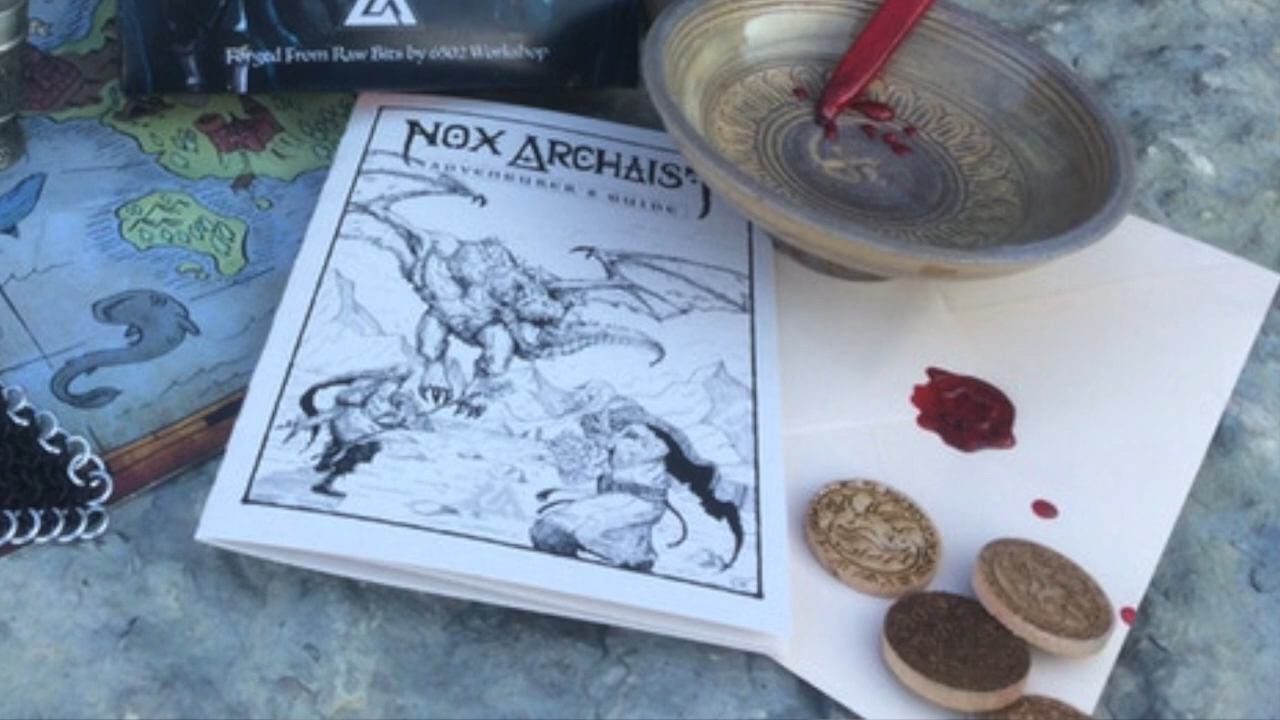 Forged From Raw Bits by 6502 Workshop
NOX ARCHAIST
ADVENTURER'S GUIDE